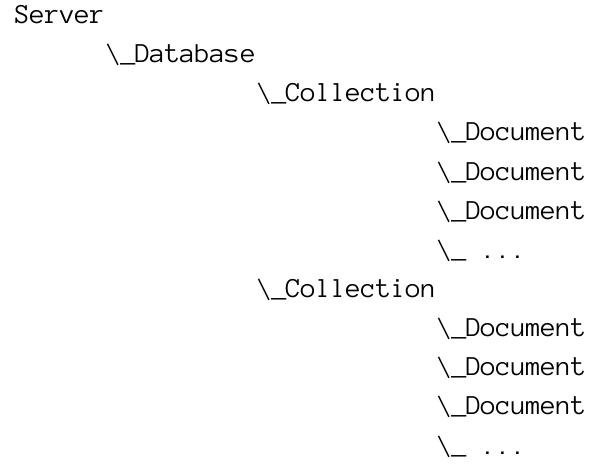 Server
\_Database
\_Collection
\_Document
\_Document
\_Document
\_ ...
\_Collection
\_Document
\_Document
\_Document
\_ ...